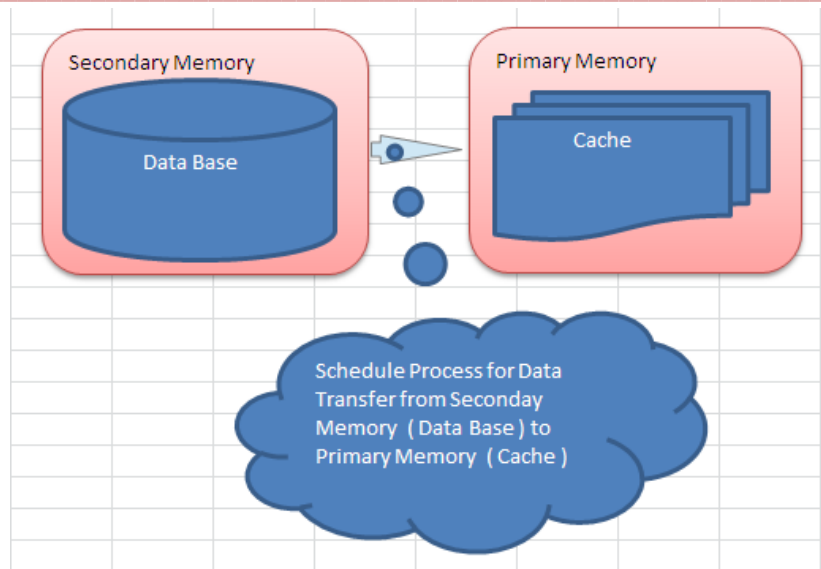 Secondary Memory
Primary Memory
Data Base
Cache
Schedule Process for Data
Transfer from Seconday
Memory ( Data Base ) to
Primary Memory ( Cache )